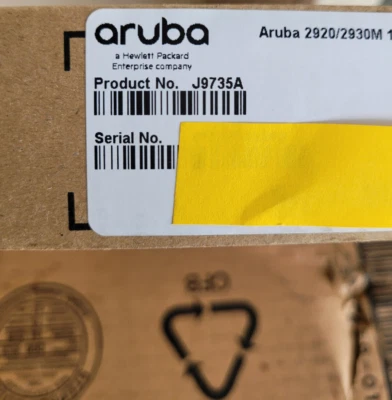 aruba
Aruba 2920/2930M 1
a Hewlett Packard
Enterprise company
Product No. J9735A
Serial No.